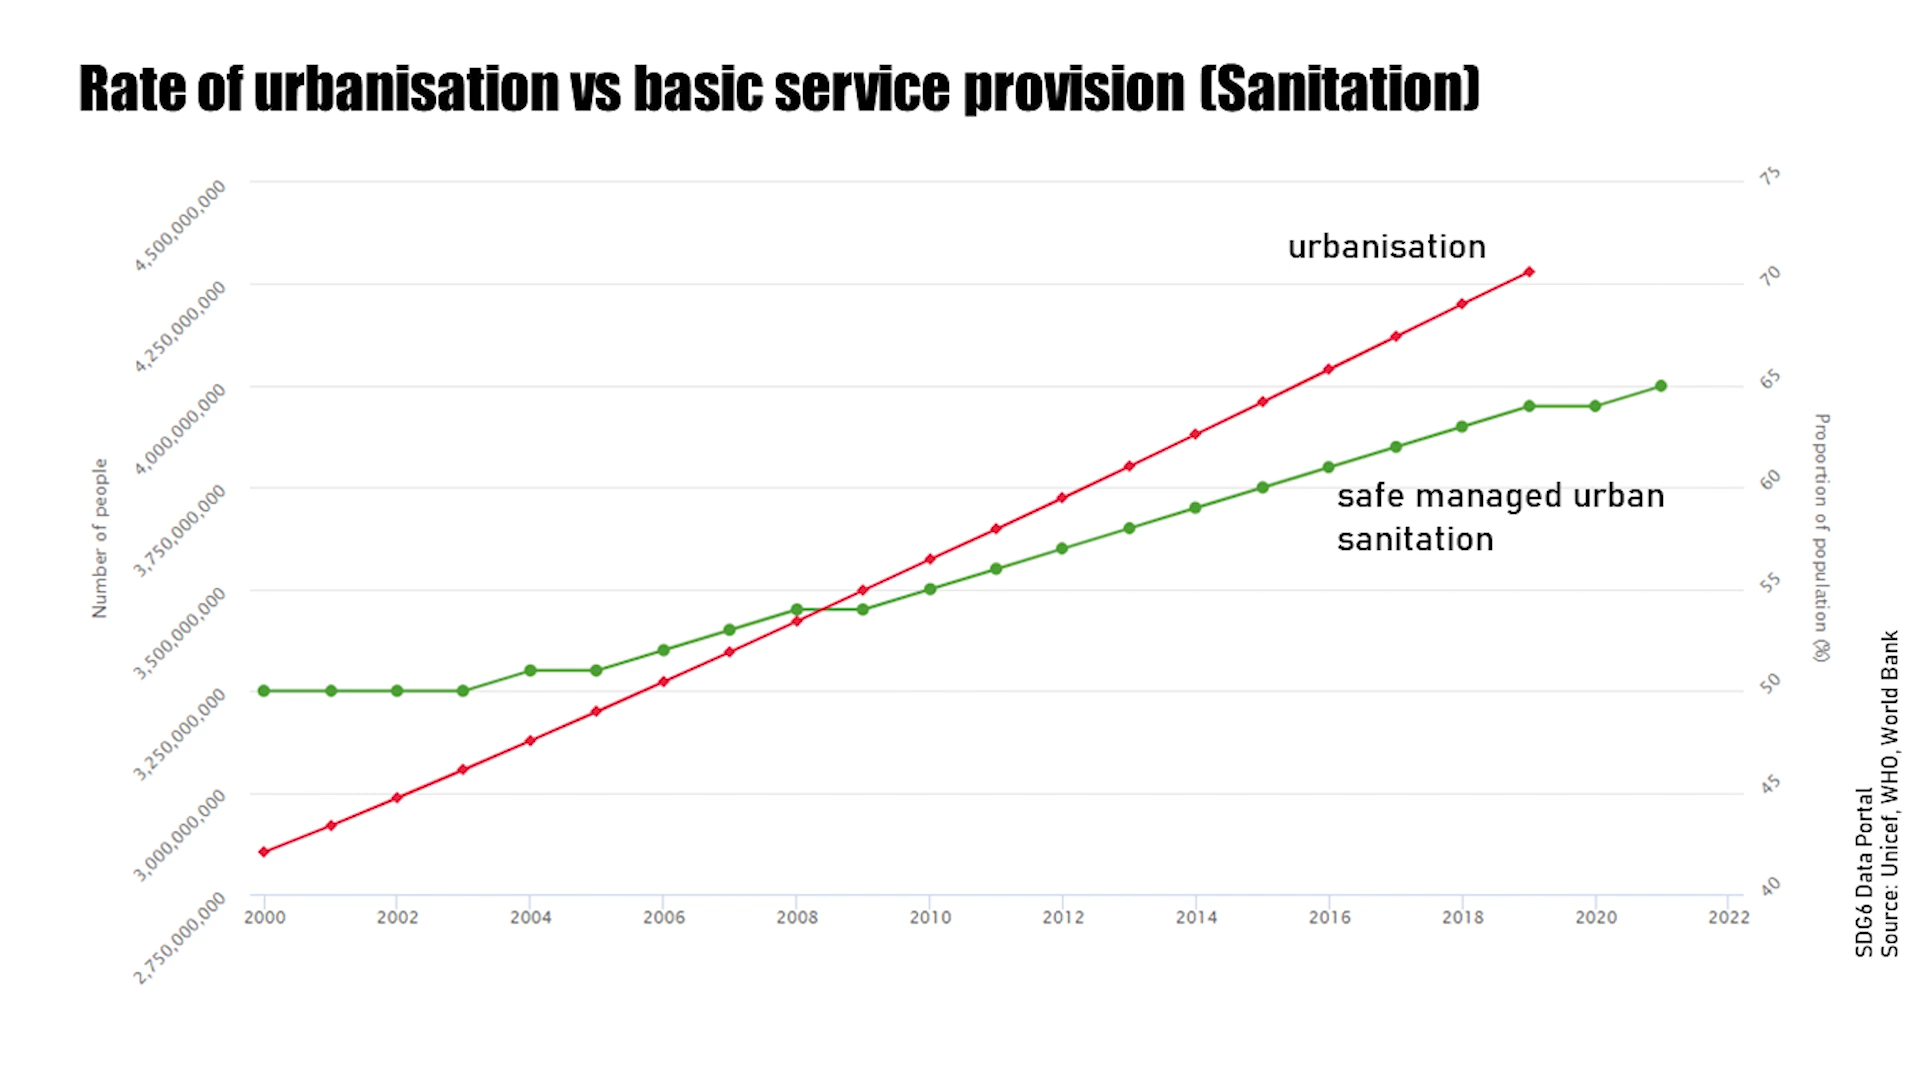 Rate of urbanisation vs basic service provision (Sanitation)
4,500,000,000
4,250,000,000
4,000,000,000
3,750,000,000
3,500,000,000
3,250,000,000
3,000,000,000
2,750,000,000
Number of people
urbanisation
safe managed urban
sanitation
75
70
65
60
55
50
45
40
Proportion of population (%)
2000 2002 2004 2006 2008 2010 2012 2014 2016 2018 2020 2022
SDG6 Data Portal
Source: Unicef, WHO, World Bank